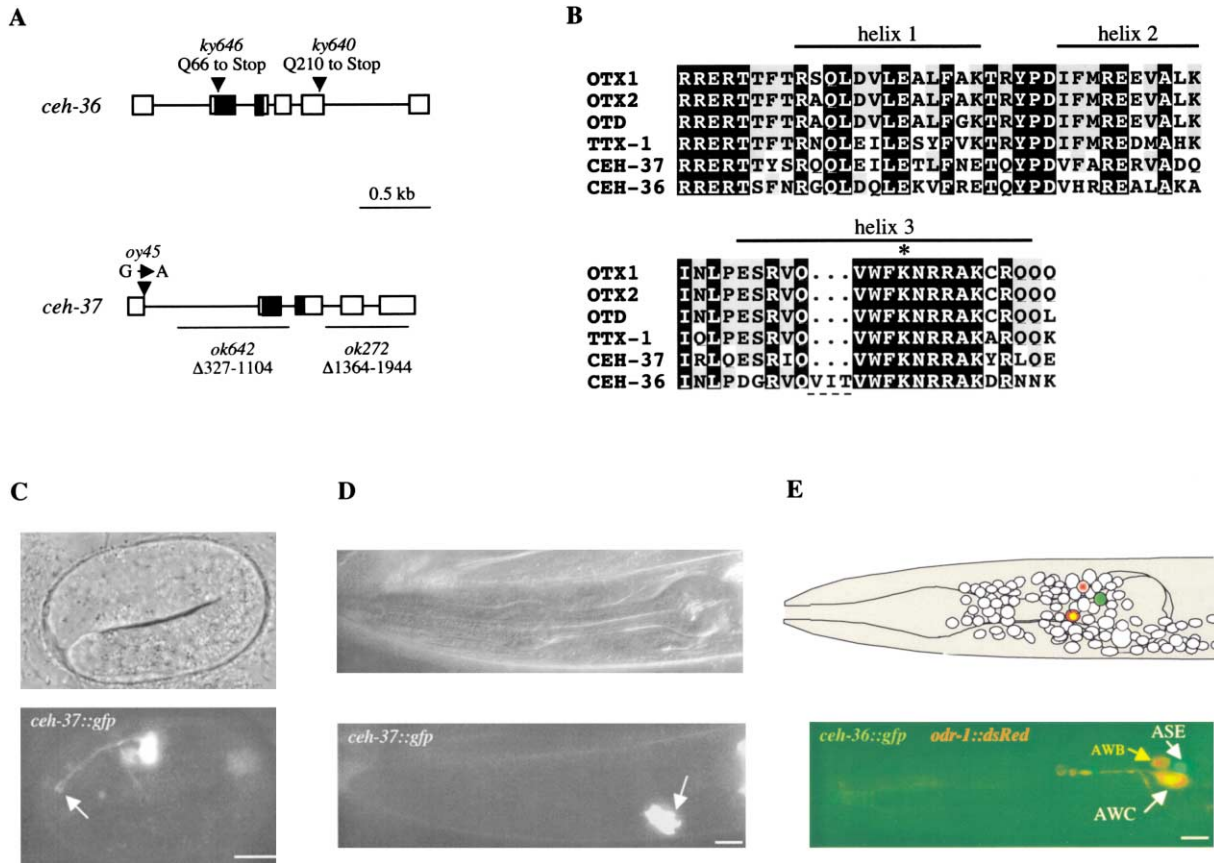 A
ky646
Q66 to Stop
ky640
Q210 to Stop
ceh-36
0.5 kb
oy45
G A
ceh-37
ok642
Δ327-1104
ok272
Δ1364-1944
B
helix 1 helix 2
OTX1 RRERTTFTRSQLDVLEALFAKTRYPDIFMREEVALK
OTX2 RRERTTFTRAQLDVLEALFAKTRYPDIFMREEVALK
OTD RRERTTFTRAQLDVLEALFGKTRYPDIFMREEVALK
TTX-1 RRERTTFTRNQLEILESYFVKTRYPDIFMREDMAHK
CEH-37 RRERTTYSRQQLEILETLFNETQYPDVFARERVADQ
CEH-36 RRERTSFNRGQLDQLEKVFRETQYPDVHRREALAKA
helix 3
*
OTX1 INLPESRVQ...VWFKNRRAKCRQQQ
OTX2 INLPESRVQ...VWFKNRRAKCRQQQ
OTD INLPESRVQ...VWFKNRRAKCRQQL
TTX-1 IQLPESRVQ...VWFKNRRAKARQQK
CEH-37 IRLQESRIQ...VWFKNRRAKYRLQE
CEH-36 INLPDGRVQVITVWFKNRRAKDRNNK
C
ceh-37::gfp
D
ceh-37::gfp
E
ceh-36::gfp odr-1::dsRed
ASE
AWB
AWC